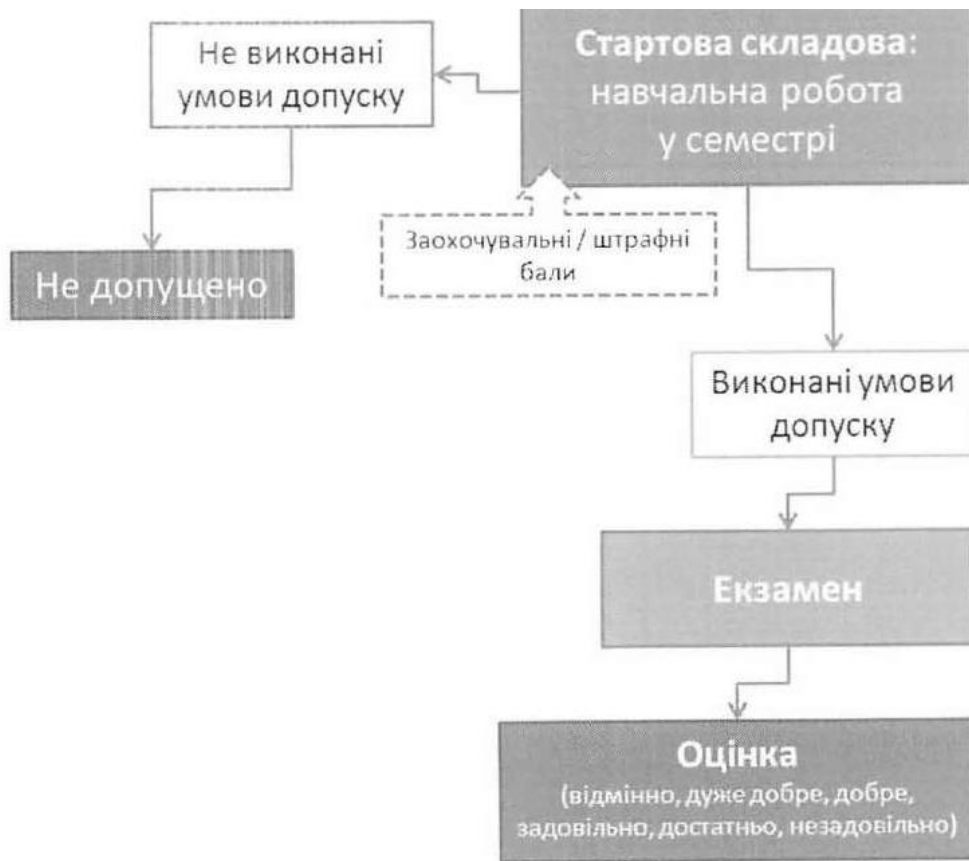 Не виконані
умови допуску
Стартова складова:
навчальна робота
у семестрі
Заохочувальні / штрафні
бали
Не допущено
Виконані умови
допуску
Екзамен
Оцінка
(відмінно, дуже добре, добре,
задовільно, достатньо, незадовільно)